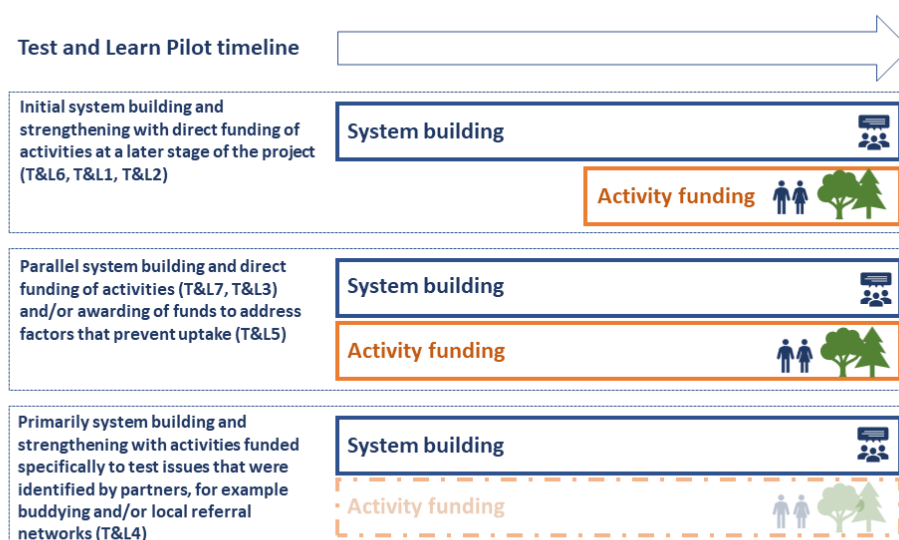 Test and Learn Pilot timeline
Initial system building and
strengthening with direct funding of
activities at a later stage of the project
(T&L6, T&L1, T&L2)
System building
Activity funding
Parallel system building and direct
funding of activities (T&L7, T&L3)
and/or awarding of funds to address
factors that prevent uptake (T&L5)
System building
Activity funding
Primarily system building and
strengthening with activities funded
specifically to test issues that were
identified by partners, for example
buddying and/or local referral
networks (T&L4)
System building
Activity funding